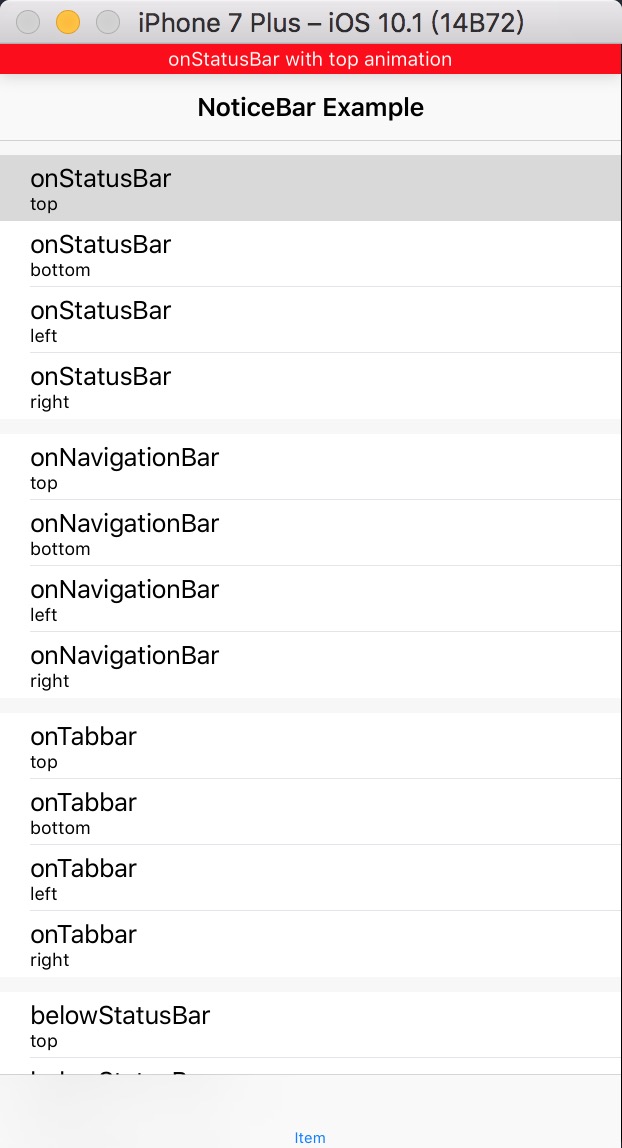 iPhone 7 Plus – iOS 10.1 (14B72)
onStatusBar with top animation
NoticeBar Example
onStatusBar
top
onStatusBar
bottom
onStatusBar
left
onStatusBar
right
onNavigationBar
top
onNavigationBar
bottom
onNavigationBar
left
onNavigationBar
right
onTabbar
top
onTabbar
bottom
onTabbar
left
onTabbar
right
belowStatusBar
top
Item